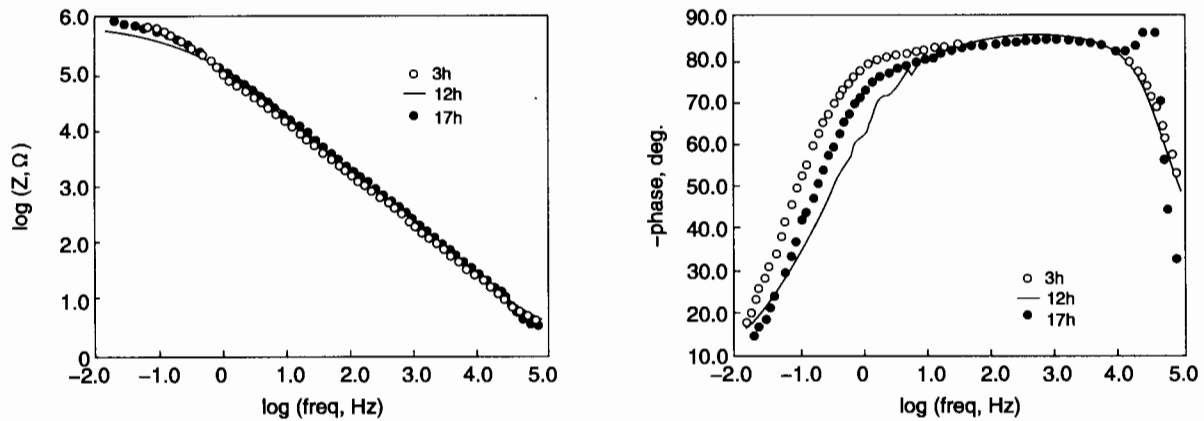 6.0
5.0
4.0
3.0
2.0
1.0
0
log (Z, Ω)
3h
12h
17h
−2.0 −1.0 0 1.0 2.0 3.0 4.0 5.0
log (freq, Hz)
90.0
80.0
70.0
60.0
50.0
40.0
30.0
20.0
10.0
−phase, deg.
3h
12h
17h
−2.0 −1.0 0 1.0 2.0 3.0 4.0 5.0
log (freq, Hz)